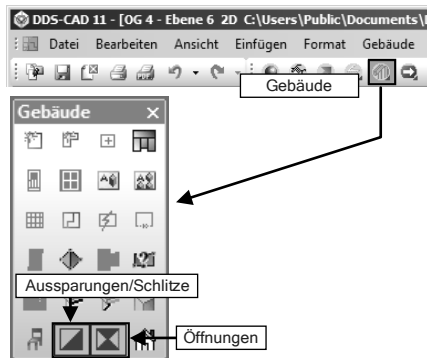 DDS-CAD 11 - [OG 4 - Ebene 6 2D C:\Users\Public\Documents\
Datei Bearbeiten Ansicht Einfügen Format Gebäude
Gebäude
Gebäude
Aussparungen/Schlitze
Öffnungen